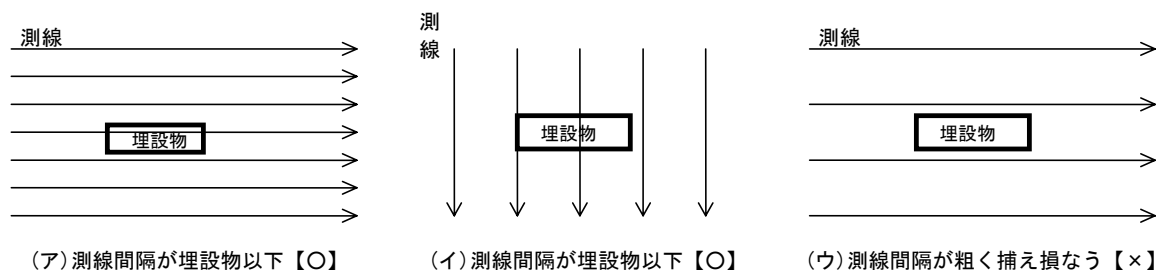 測線
埋設物
(ア)測線間隔が埋設物以下【○】
測
線
埋設物
(イ)測線間隔が埋設物以下【○】
測線
埋設物
(ウ)測線間隔が粗く捕え損なう【×】